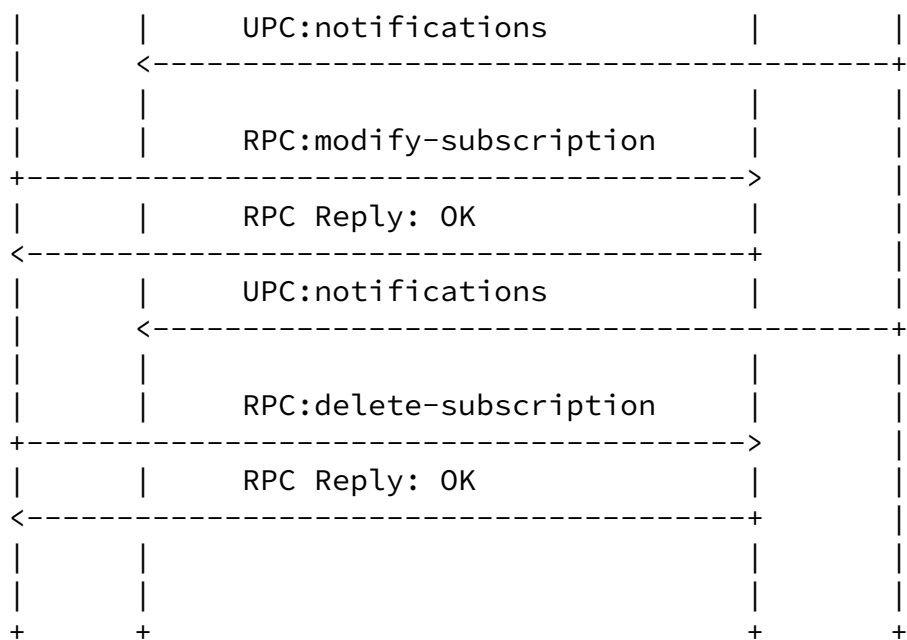 UPC:notifications
RPC:modify-subscription
RPC Reply: OK
UPC:notifications
RPC:delete-subscription
RPC Reply: OK